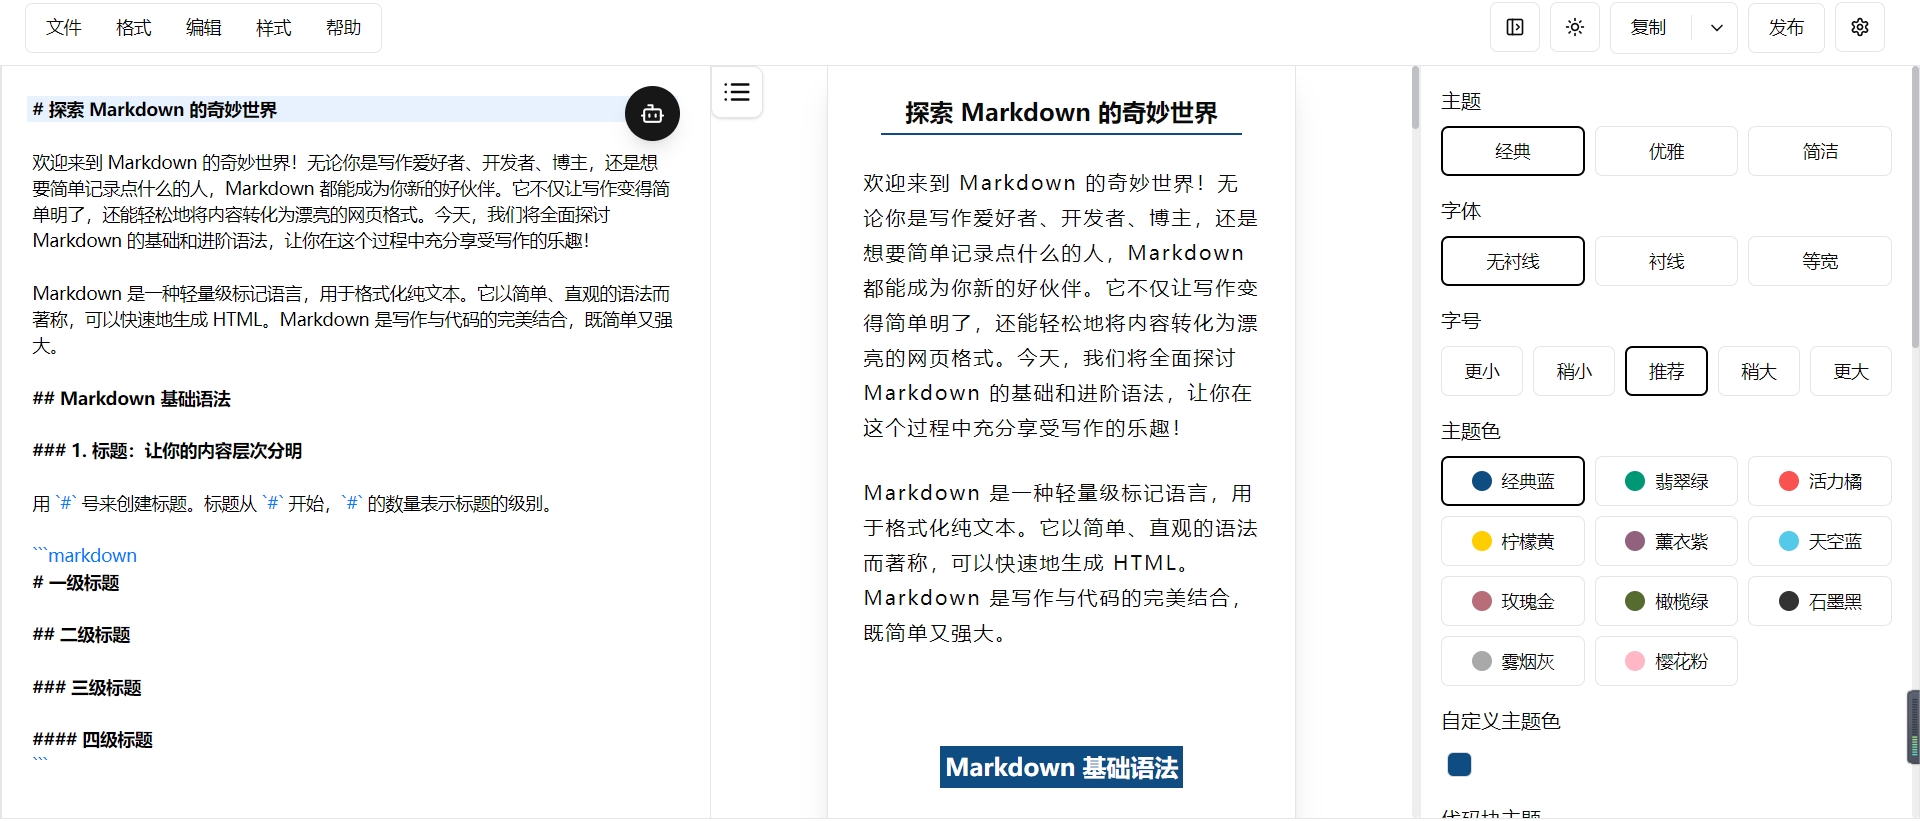 文件 格式 编辑 样式 帮助
复制 发布
# 探索 Markdown 的奇妙世界
欢迎来到 Markdown 的奇妙世界！无论你是写作爱好者、开发者、博主，还是想
要简单记录点什么的人，Markdown 都能成为你新的好伙伴。它不仅让写作变得简
单明了，还能轻松地将内容转化为漂亮的网页格式。今天，我们将全面探讨
Markdown 的基础和进阶语法，让你在这个过程中充分享受写作的乐趣！
Markdown 是一种轻量级标记语言，用于格式化纯文本。它以简单、直观的语法而
著称，可以快速地生成 HTML。Markdown 是写作与代码的完美结合，既简单又强
大。
## Markdown 基础语法
### 1. 标题：让你的内容层次分明
用 `#` 号来创建标题。标题从 `#` 开始，`#` 的数量表示标题的级别。
```markdown
# 一级标题
## 二级标题
### 三级标题
#### 四级标题
```
探索 Markdown 的奇妙世界
欢迎来到 Markdown 的奇妙世界！无
论你是写作爱好者、开发者、博主，还是
想要简单记录点什么的人，Markdown
都能成为你新的好伙伴。它不仅让写作变
得简单明了，还能轻松地将内容转化为漂
亮的网页格式。今天，我们将全面探讨
Markdown 的基础和进阶语法，让你在
这个过程中充分享受写作的乐趣！
Markdown 是一种轻量级标记语言，用
于格式化纯文本。它以简单、直观的语法
而著称，可以快速地生成 HTML。
Markdown 是写作与代码的完美结合，
既简单又强大。
Markdown 基础语法
主题
经典 优雅 简洁
字体
无衬线 衬线 等宽
字号
更小 稍小 推荐 稍大 更大
主题色
经典蓝 翡翠绿 活力橘
柠檬黄 薰衣紫 天空蓝
玫瑰金 橄榄绿 石墨黑
雾烟灰 樱花粉
自定义主题色
代码块主题